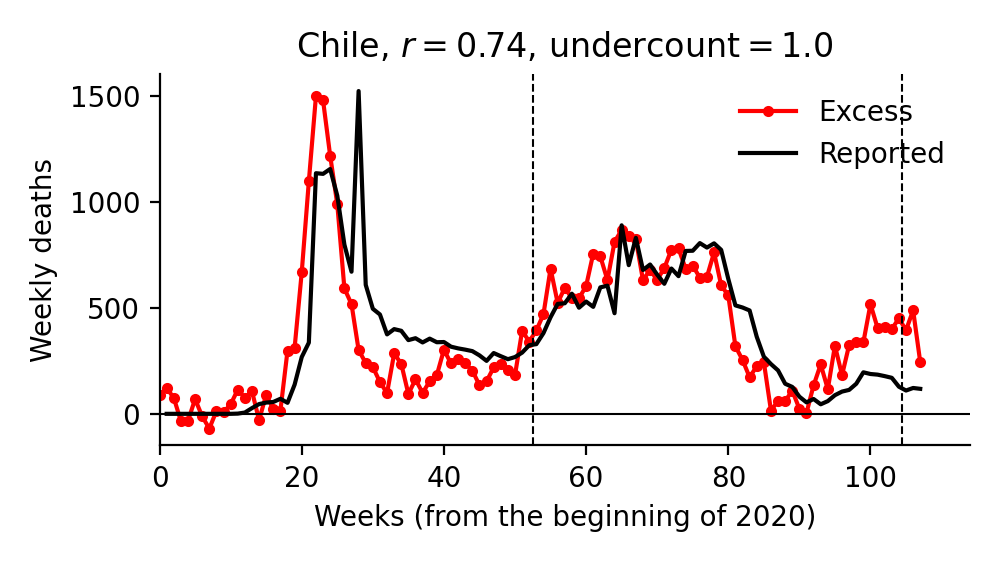 Chile, r = 0.74, undercount = 1.0
Excess
Reported
Weekly deaths
1500
1000
500
0
0 20 40 60 80 100
Weeks (from the beginning of 2020)